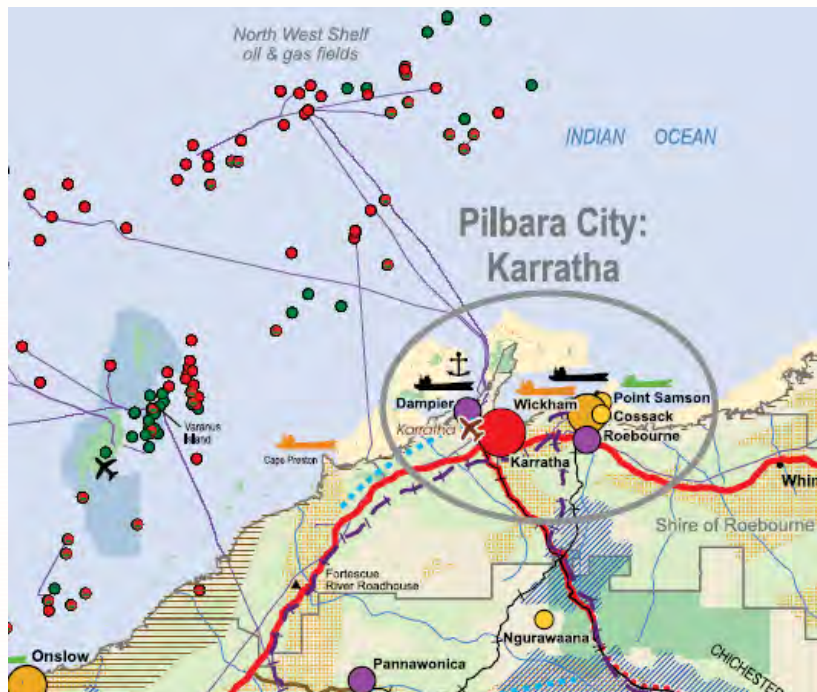 North West Shelf
oil & gas fields
INDIAN OCEAN
Pilbara City:
Karratha
Dampier
Wickham
Point Samson
Cossack
Karratha
Roebourne
Varanus
Island
Cape Preston
Karratha
Whim
Shire of Roebourne
Fortescue
River Roadhouse
Ngurawaana
Onslow
Pannawonica
CHICHESTER